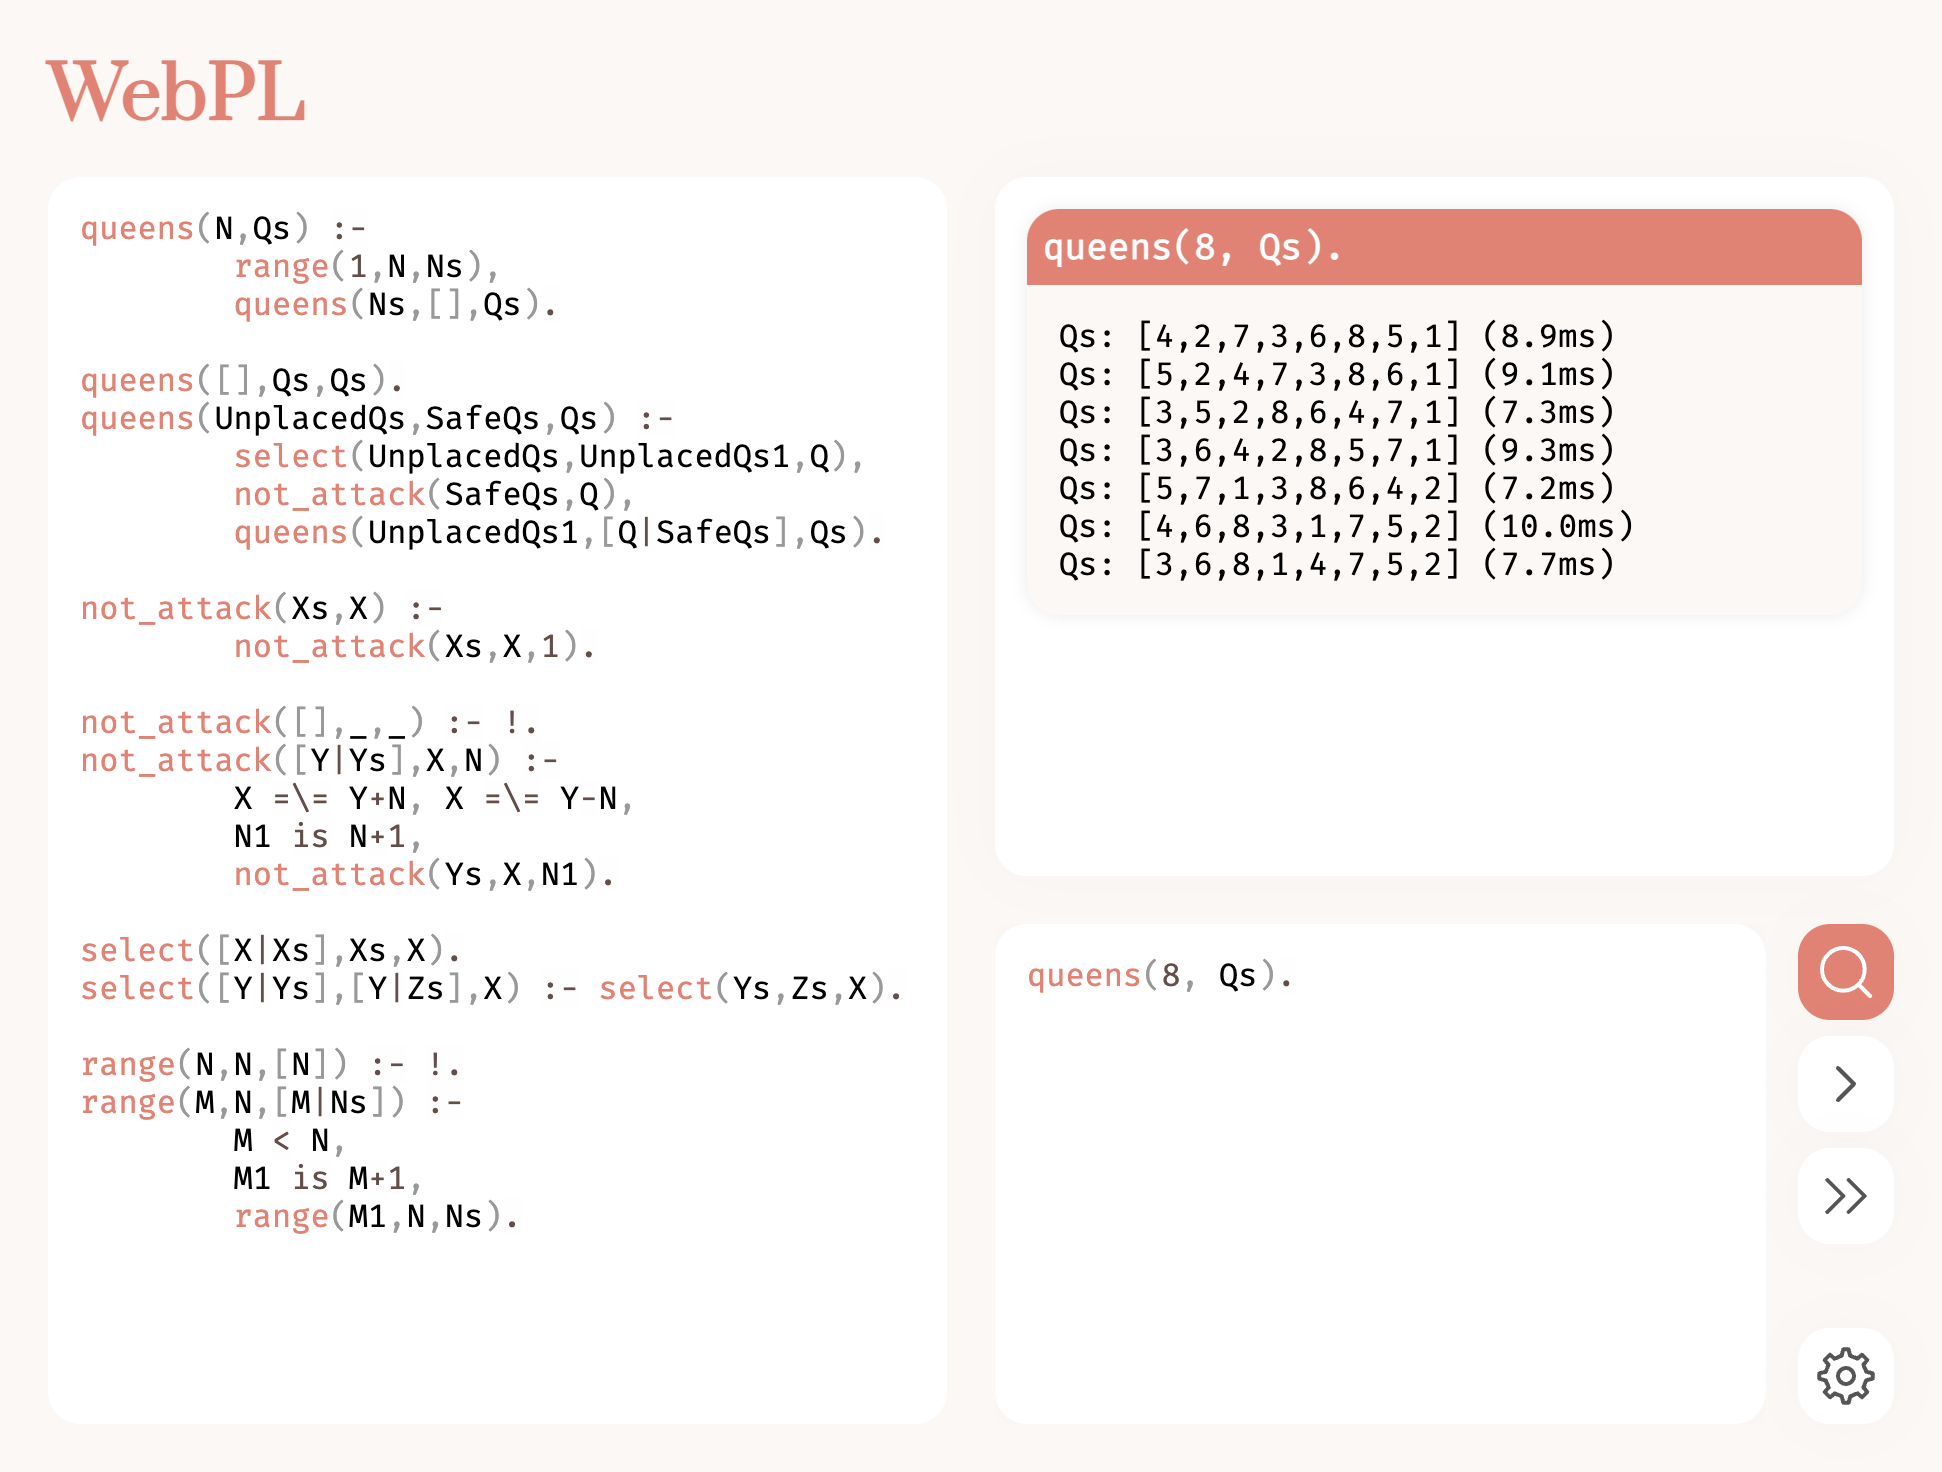 WebPL
queens(N,Qs) :-
        range(1,N,Ns),
        queens(Ns,[],Qs).

queens([],Qs,Qs).
queens(UnplacedQs,SafeQs,Qs) :-
        select(UnplacedQs,UnplacedQs1,Q),
        not_attack(SafeQs,Q),
        queens(UnplacedQs1,[Q|SafeQs],Qs).

not_attack(Xs,X) :-
        not_attack(Xs,X,1).

not_attack([],_,_) :- !.
not_attack([Y|Ys],X,N) :-
        X =\= Y+N, X =\= Y-N,
        N1 is N+1,
        not_attack(Ys,X,N1).

select([X|Xs],Xs,X).
select([Y|Ys],[Y|Zs],X) :- select(Ys,Zs,X).

range(N,N,[N]) :- !.
range(M,N,[M|Ns]) :-
        M < N,
        M1 is M+1,
        range(M1,N,Ns).

queens(8, Qs).
Qs: [4,2,7,3,6,8,5,1] (8.9ms)
Qs: [5,2,4,7,3,8,6,1] (9.1ms)
Qs: [3,5,2,8,6,4,7,1] (7.3ms)
Qs: [3,6,4,2,8,5,7,1] (9.3ms)
Qs: [5,7,1,3,8,6,4,2] (7.2ms)
Qs: [4,6,8,3,1,7,5,2] (10.0ms)
Qs: [3,6,8,1,4,7,5,2] (7.7ms)
queens(8, Qs).